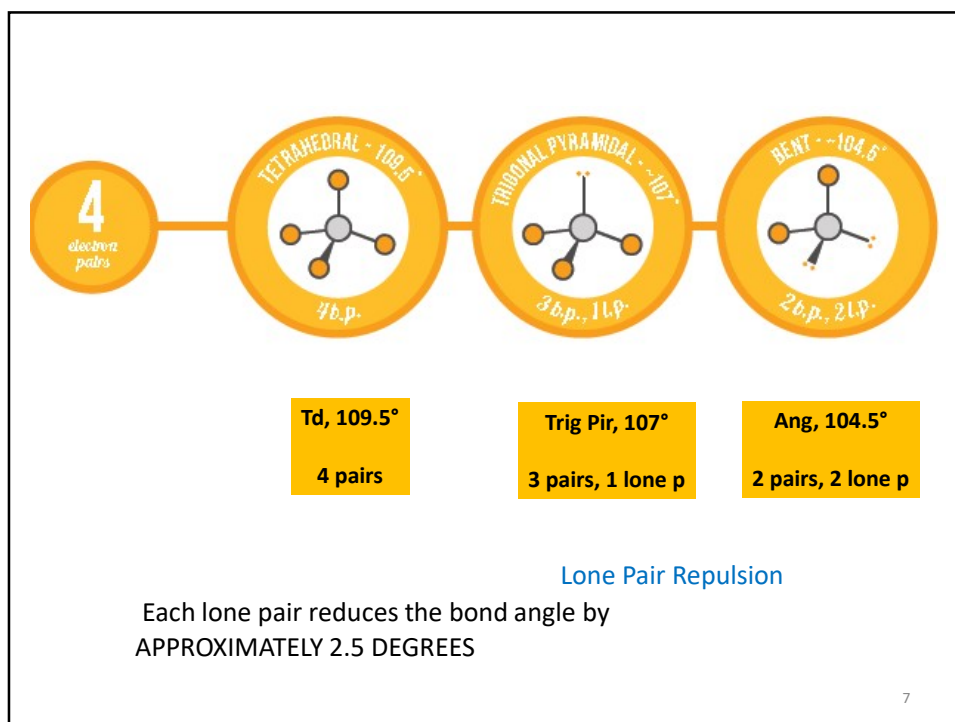 4
electron
pairs
TETRAHEDRAL - 109.5°
4b.p.
TRIGONAL PYRAMIDAL - ~107°
3b.p., 1l.p.
BENT - ~104.5°
2b.p., 2l.p.
Td, 109.5°
4 pairs
Trig Pir, 107°
3 pairs, 1 lone p
Ang, 104.5°
2 pairs, 2 lone p
Lone Pair Repulsion
Each lone pair reduces the bond angle by
APPROXIMATELY 2.5 DEGREES
7